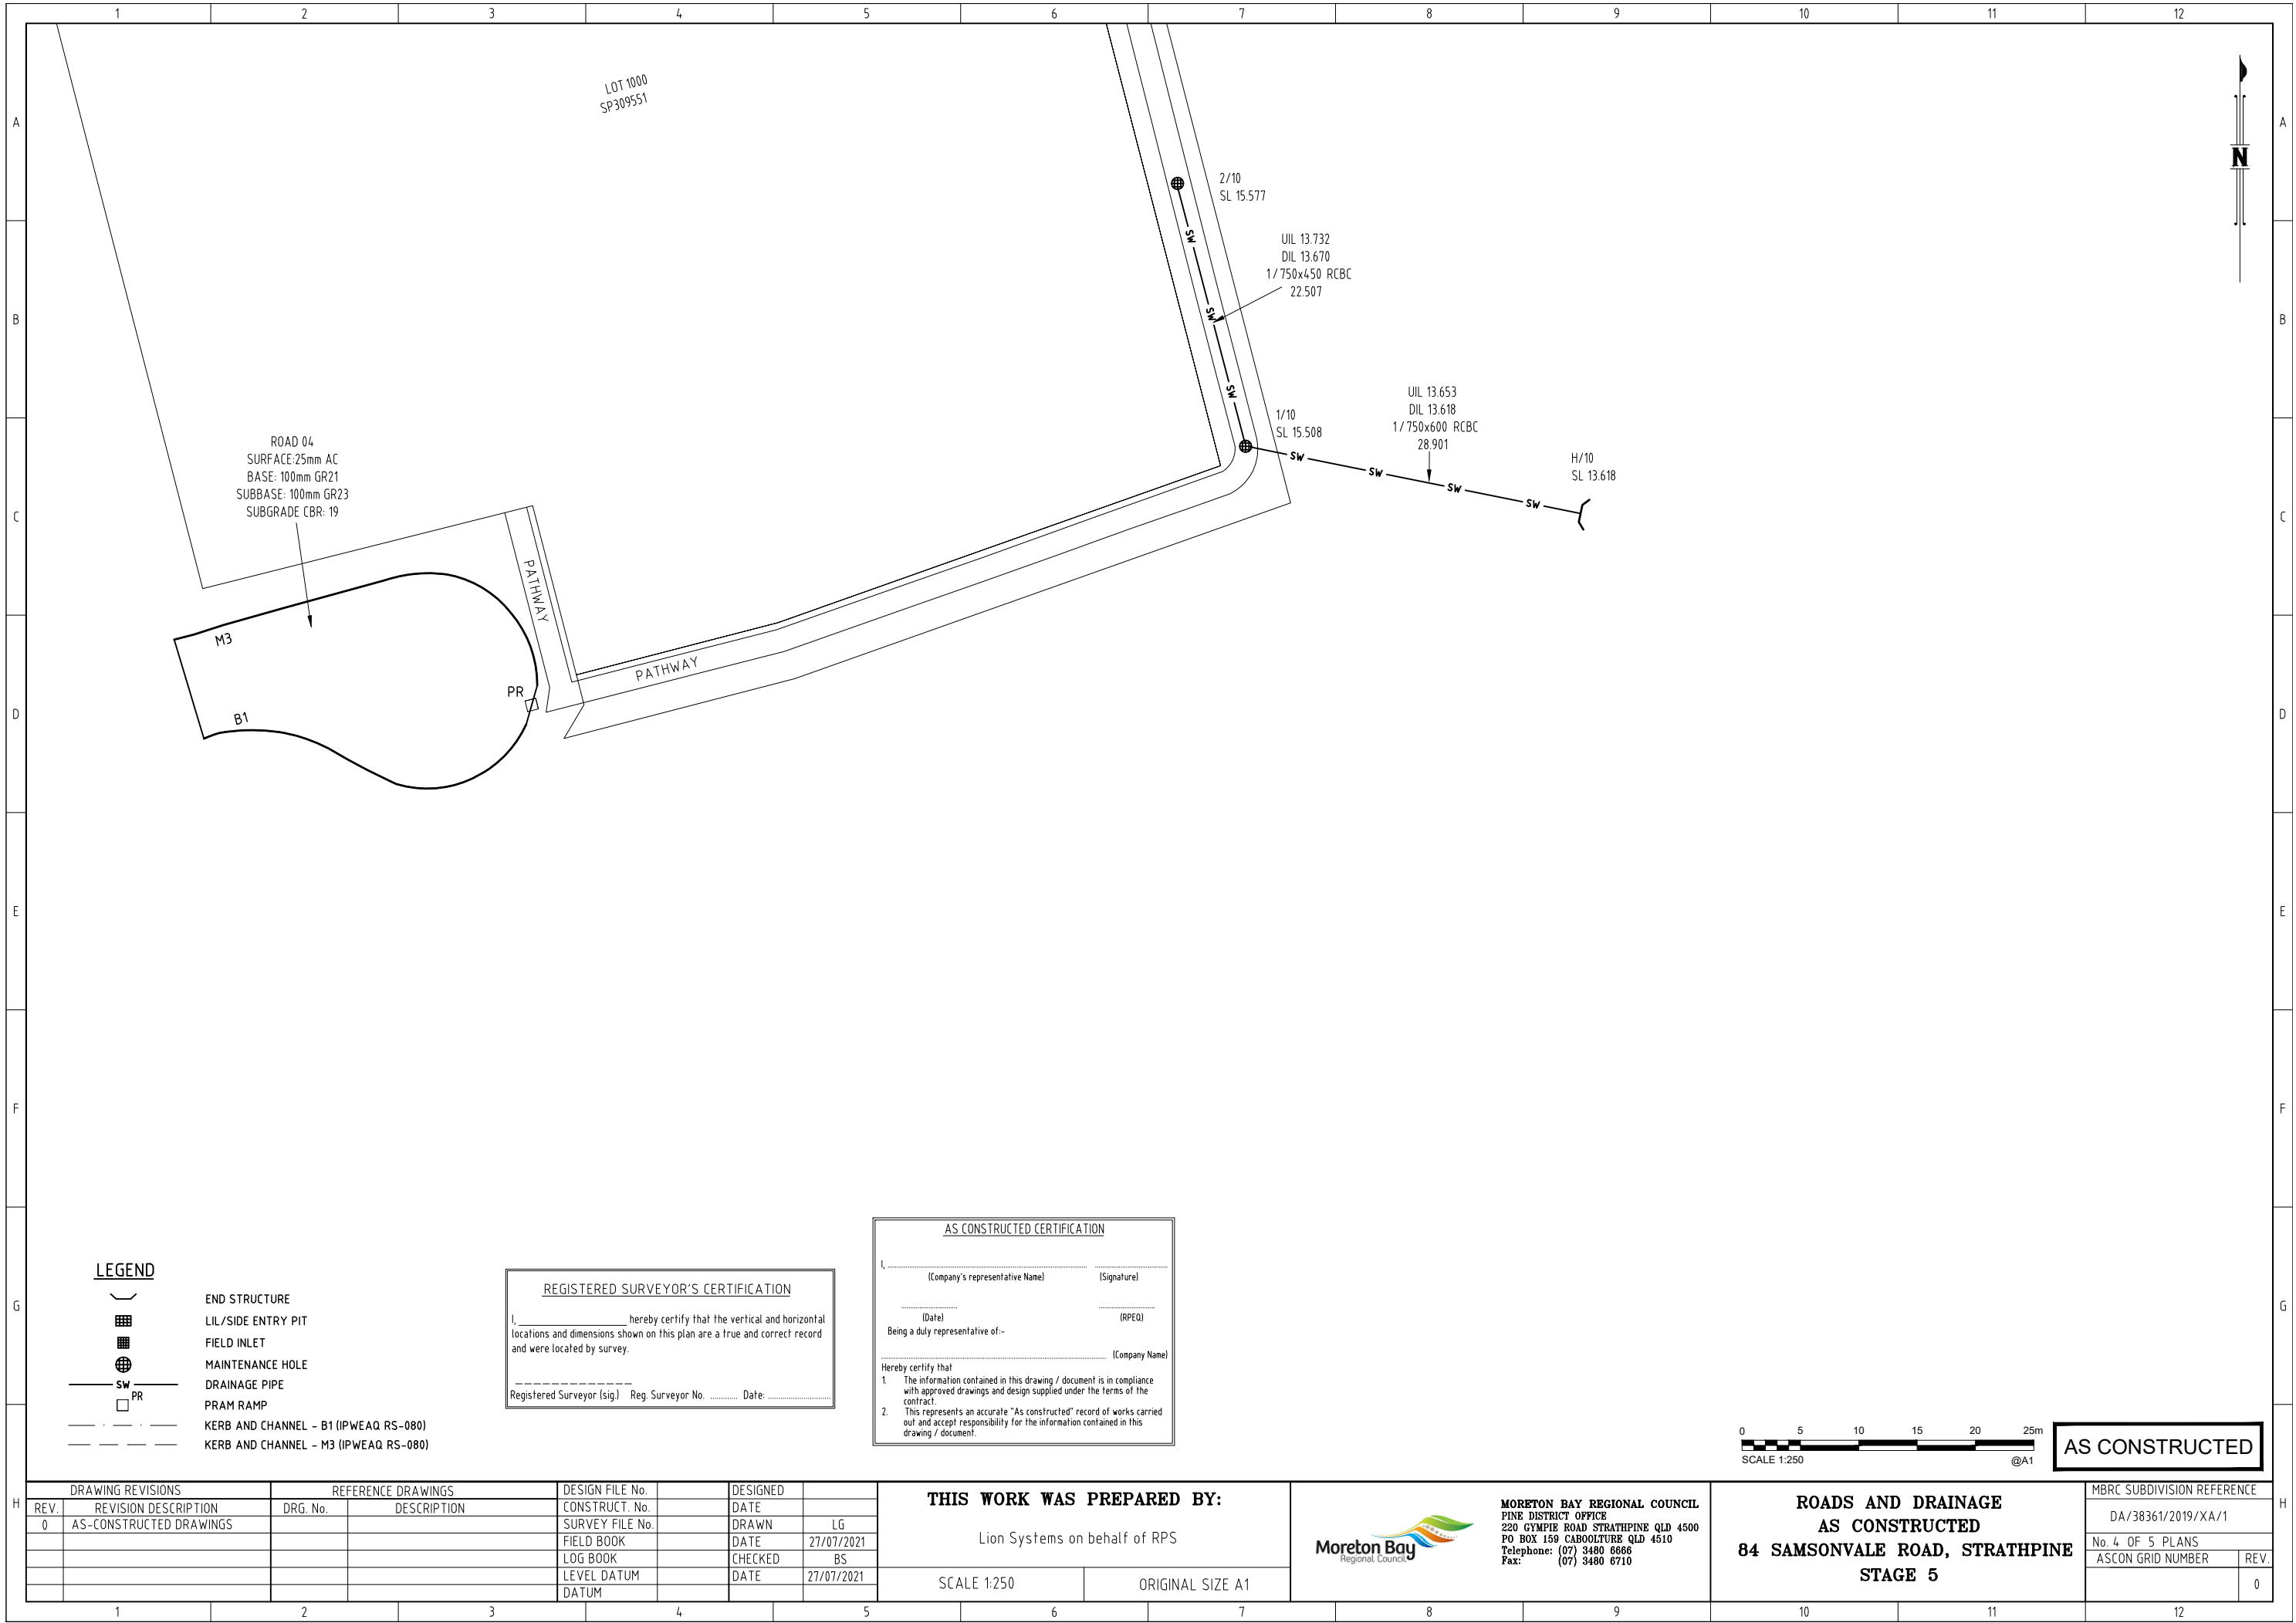 1 2 3 4 5 6 7 8 9 10 11 12
A
B
C
D
E
F
G
H
A
B
C
D
E
F
G
H
LOT 1000
SP309551
N
2/10
SL 15.577
UIL 13.732
DIL 13.670
1/750x450 RCBC
22.507
SW
SW
SW
1/10
SL 15.508
UIL 13.653
DIL 13.618
1/750x600 RCBC
28.901
SW
SW
SW
SW
H/10
SL 13.618
ROAD 04
SURFACE:25mm AC
BASE: 100mm GR21
SUBBASE: 100mm GR23
SUBGRADE CBR: 19
PATHWAY
PATHWAY
M3
B1
PR
LEGEND
END STRUCTURE
LIL/SIDE ENTRY PIT
FIELD INLET
MAINTENANCE HOLE
SW DRAINAGE PIPE
PR PRAM RAMP
KERB AND CHANNEL - B1 (IPWEAQ RS-080)
KERB AND CHANNEL - M3 (IPWEAQ RS-080)
REGISTERED SURVEYOR'S CERTIFICATION
I, ____________________ hereby certify that the vertical and horizontal
locations and dimensions shown on this plan are a true and correct record
and were located by survey.
_ _ _ _ _ _ _ _ _ _ _ _ _
Registered Surveyor (sig.) Reg. Surveyor No. ............ Date: ............................
AS CONSTRUCTED CERTIFICATION
I, ........................................................ ............................
(Company's representative Name) (Signature)
........................ ........................
(Date) (RPEQ)
Being a duly representative of:-
........................................................ (Company Name)
Hereby certify that
1. The information contained in this drawing / document is in compliance
with approved drawings and design supplied under the terms of the
contract.
2. This represents an accurate "As constructed" record of works carried
out and accept responsibility for the information contained in this
drawing / document.
0 5 10 15 20 25m
SCALE 1:250 @A1
AS CONSTRUCTED
DRAWING REVISIONS
REV. REVISION DESCRIPTION
0 AS-CONSTRUCTED DRAWINGS
REFERENCE DRAWINGS
DRG. No. DESCRIPTION
DESIGN FILE No.
CONSTRUCT. No.
SURVEY FILE No.
FIELD BOOK
LOG BOOK
LEVEL DATUM
DATUM
DESIGNED
DATE
DRAWN LG
DATE 27/07/2021
CHECKED BS
DATE 27/07/2021
THIS WORK WAS PREPARED BY:
Lion Systems on behalf of RPS
SCALE 1:250 ORIGINAL SIZE A1
Moreton Bay
Regional Council
MORETON BAY REGIONAL COUNCIL
PINE DISTRICT OFFICE
220 GYMPIE ROAD STRATHPINE QLD 4500
PO BOX 159 CABOOLTURE QLD 4510
Telephone: (07) 3480 6666
Fax: (07) 3480 6710
ROADS AND DRAINAGE
AS CONSTRUCTED
84 SAMSONVALE ROAD, STRATHPINE
STAGE 5
MBRC SUBDIVISION REFERENCE
DA/38361/2019/XA/1
No. 4 OF 5 PLANS
ASCON GRID NUMBER REV.
0
1 2 3 4 5 6 7 8 9 10 11 12